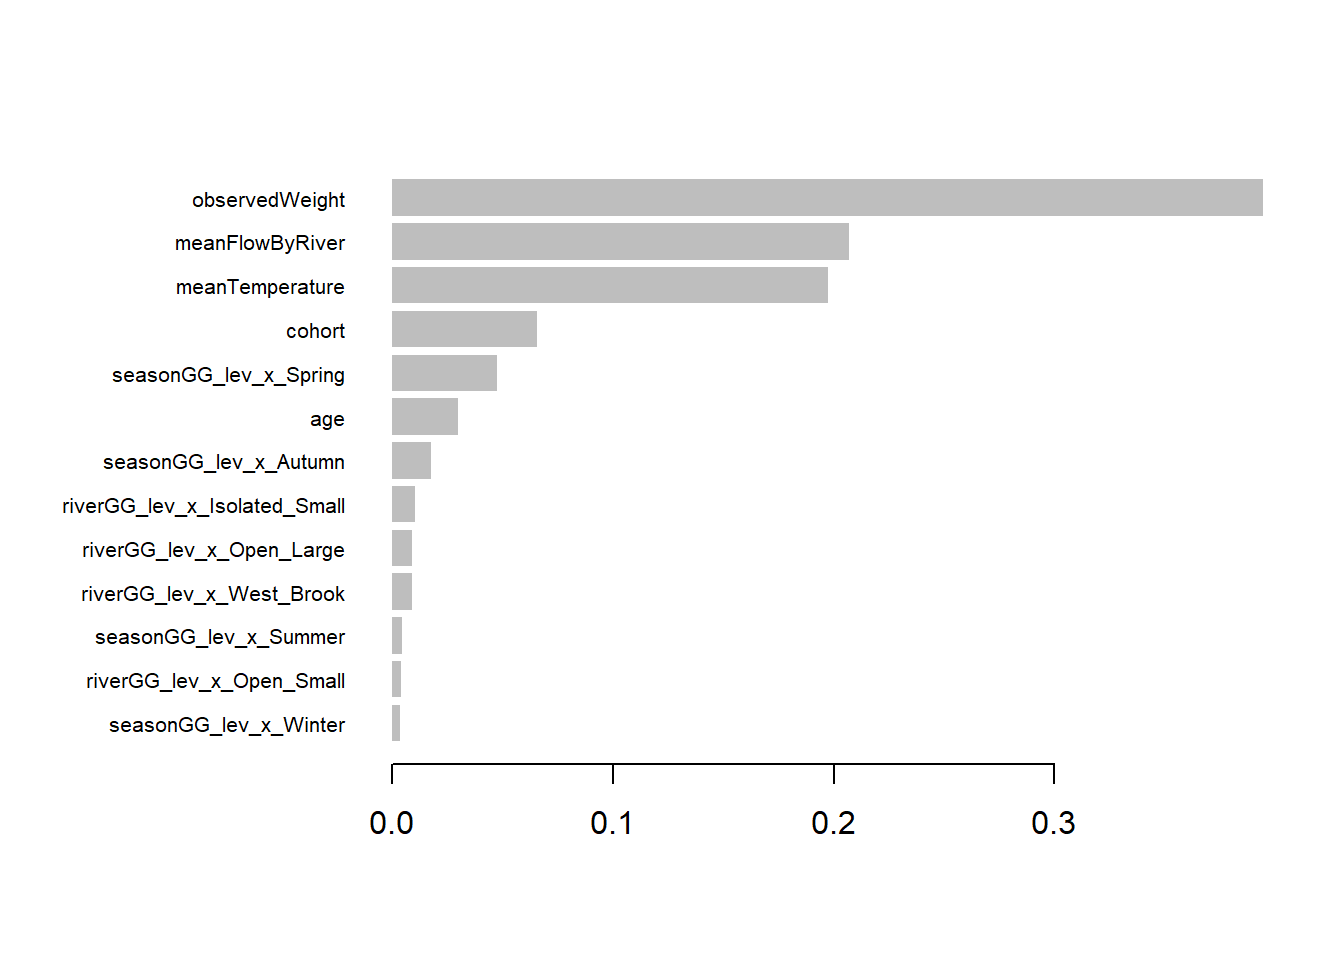 observedWeight
meanFlowByRiver
meanTemperature
cohort
seasonGG_lev_x_Spring
age
seasonGG_lev_x_Autumn
riverGG_lev_x_Isolated_Small
riverGG_lev_x_Open_Large
riverGG_lev_x_West_Brook
seasonGG_lev_x_Summer
riverGG_lev_x_Open_Small
seasonGG_lev_x_Winter
0.0 0.1 0.2 0.3